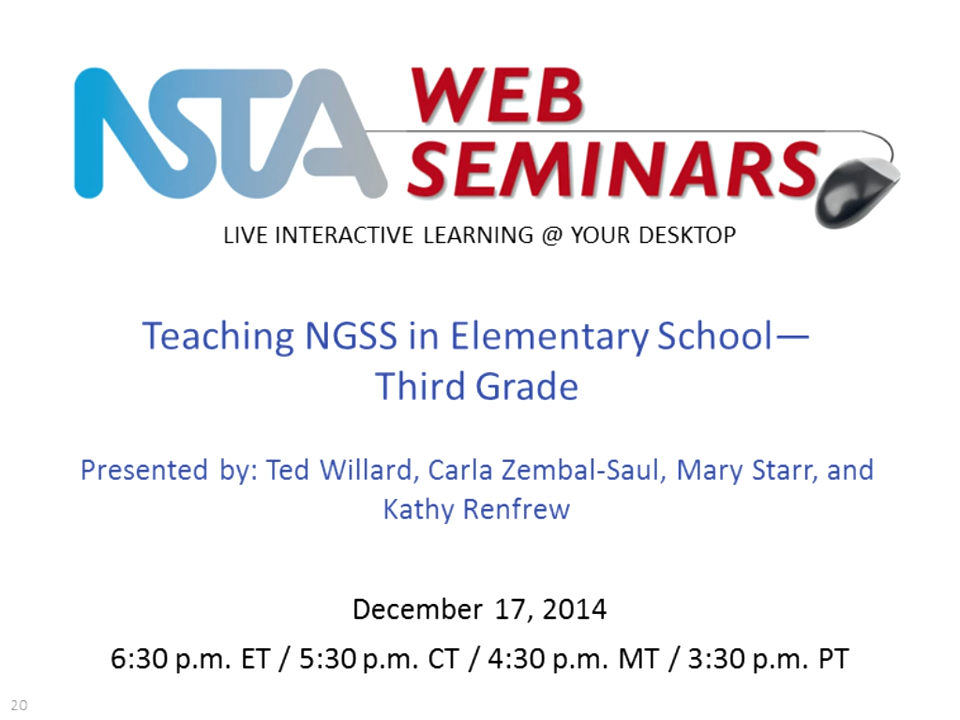 NSTA WEB
SEMINARS
LIVE INTERACTIVE LEARNING @ YOUR DESKTOP
Teaching NGSS in Elementary School—
Third Grade
Presented by: Ted Willard, Carla Zembal-Saul, Mary Starr, and
Kathy Renfrew
December 17, 2014
6:30 p.m. ET / 5:30 p.m. CT / 4:30 p.m. MT / 3:30 p.m. PT
20